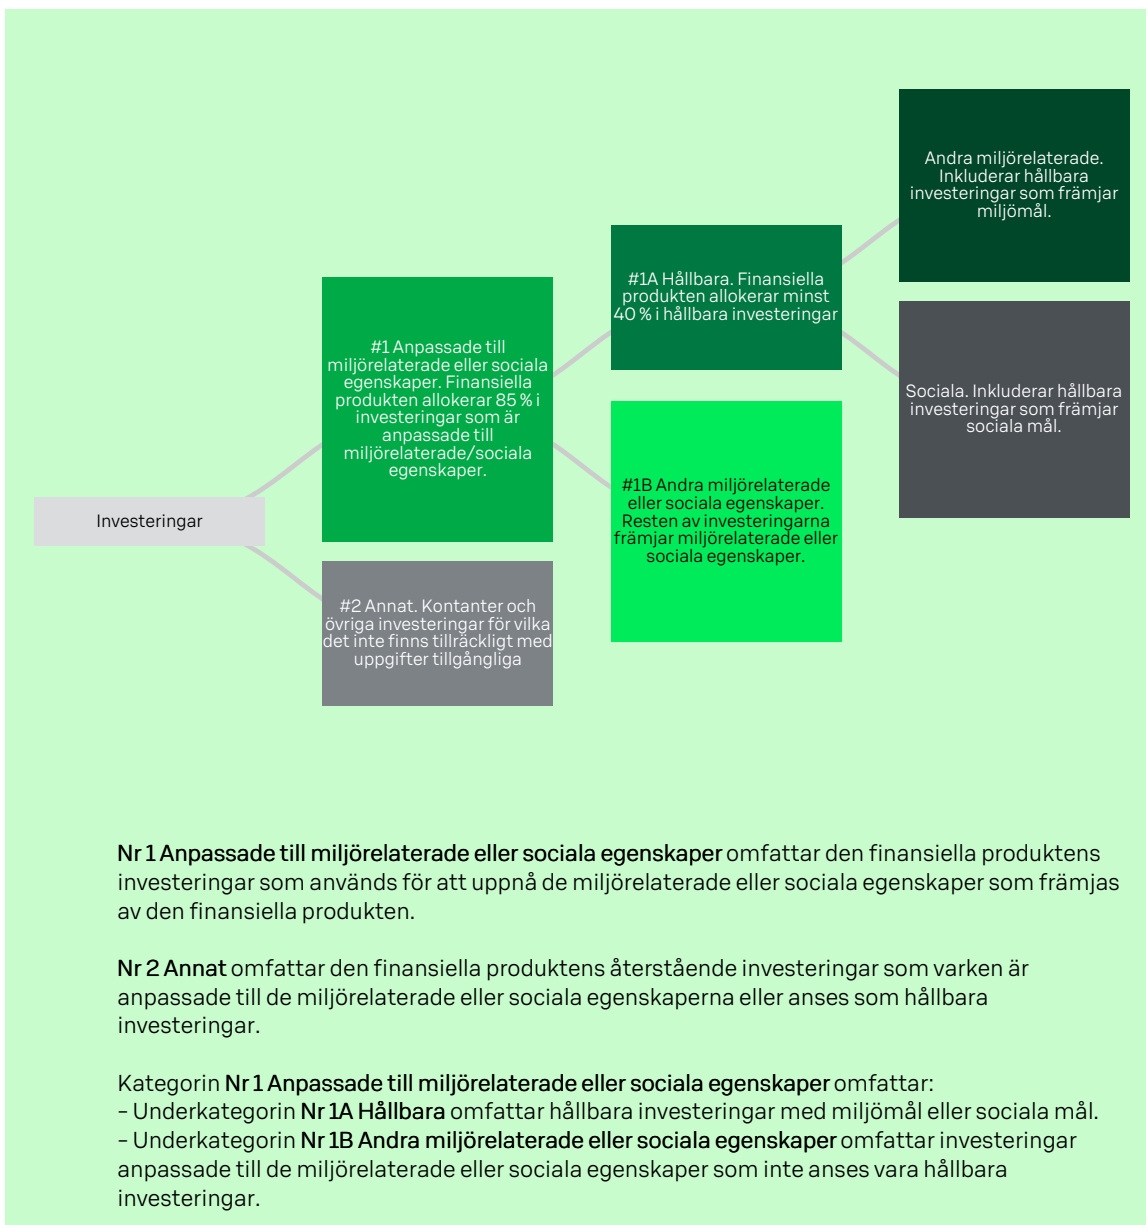 Andra miljörelaterade.
Inkluderar hållbara
investeringar som främjar
miljömål.
#1A Hållbara. Finansiella
produkten allokerar minst
40 % i hållbara investeringar
#1 Anpassade till
miljörelaterade eller sociala
egenskaper. Finansiella
produkten allokerar 85 % i
investeringar som är
anpassade till
miljörelaterade/sociala
egenskaper.
Sociala. Inkluderar hållbara
investeringar som främjar
sociala mål.
#1B Andra miljörelaterade
eller sociala egenskaper.
Resten av investeringarna
främjar miljörelaterade eller
sociala egenskaper.
Investeringar
#2 Annat. Kontanter och
övriga investeringar för vilka
det inte finns tillräckligt med
uppgifter tillgängliga
Nr 1 Anpassade till miljörelaterade eller sociala egenskaper omfattar den finansiella produktens
investeringar som används för att uppnå de miljörelaterade eller sociala egenskaper som främjas
av den finansiella produkten.
Nr 2 Annat omfattar den finansiella produktens återstående investeringar som varken är
anpassade till de miljörelaterade eller sociala egenskaperna eller anses som hållbara
investeringar.
Kategorin Nr 1 Anpassade till miljörelaterade eller sociala egenskaper omfattar:
– Underkategorin Nr 1A Hållbara omfattar hållbara investeringar med miljömål eller sociala mål.
– Underkategorin Nr 1B Andra miljörelaterade eller sociala egenskaper omfattar investeringar
anpassade till de miljörelaterade eller sociala egenskaper som inte anses vara hållbara
investeringar.